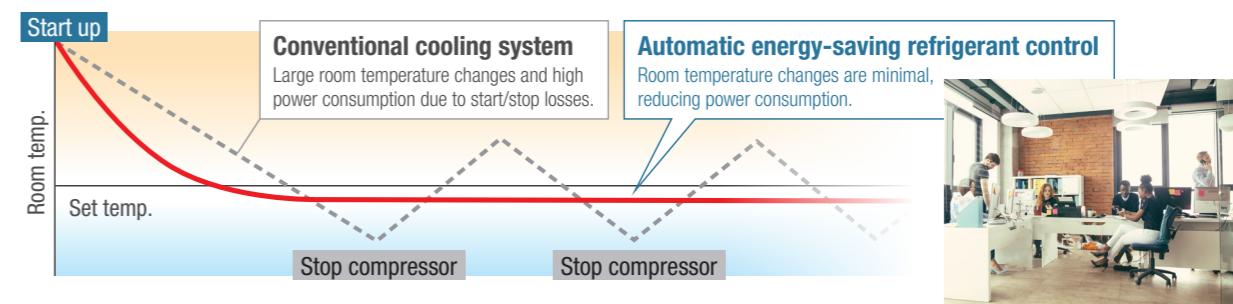 Start up
Conventional cooling system
Large room temperature changes and high
power consumption due to start/stop losses.
Automatic energy-saving refrigerant control
Room temperature changes are minimal,
reducing power consumption.
Room temp.
Set temp.
Stop compressor
Stop compressor